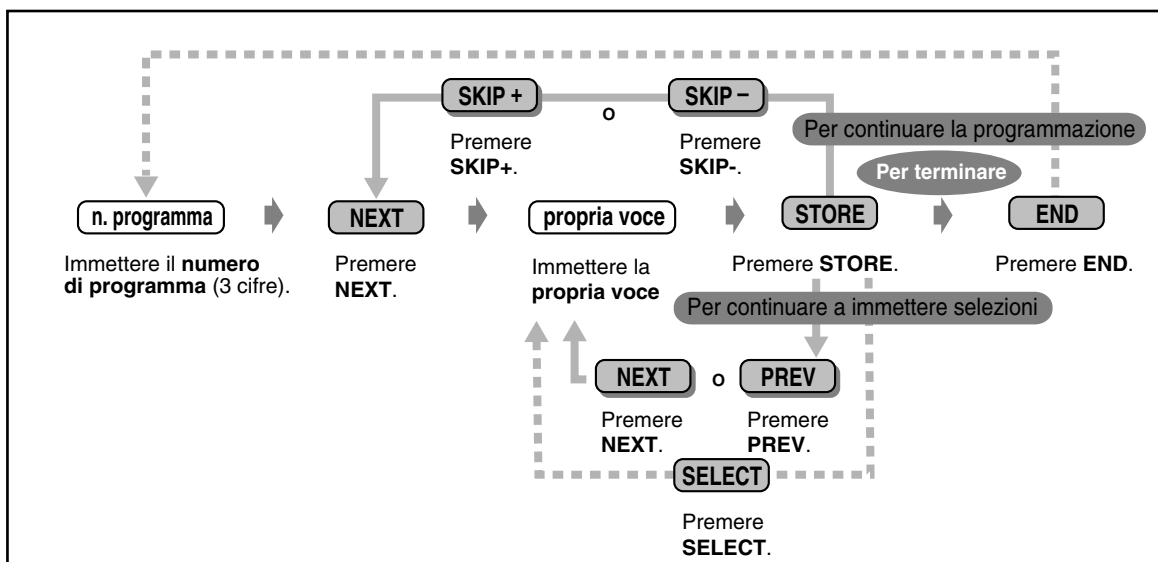 SKIP + o SKIP –
Premere
SKIP+.
Premere
SKIP-.
Per continuare la programmazione
Per terminare
n. programma
NEXT
propria voce
STORE
END
Immettere il numero
di programma (3 cifre).
Premere
NEXT.
Immettere la
propria voce
Premere STORE.
Premere END.
Per continuare a immettere selezioni
NEXT o PREV
Premere
NEXT.
Premere
PREV.
SELECT
Premere
SELECT.